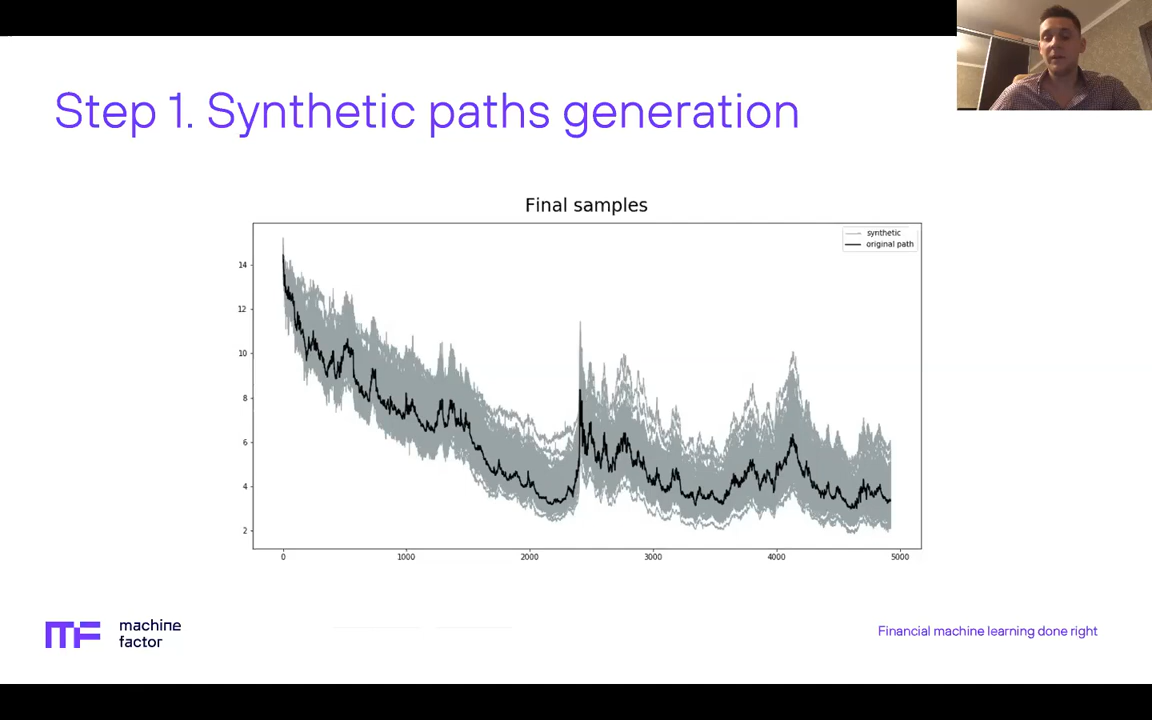 Step 1. Synthetic paths generation
Final samples
synthetic
original path
14
12
10
8
6
4
2
0
1000
2000
3000
4000
5000
machine
factor
Financial machine learning done right